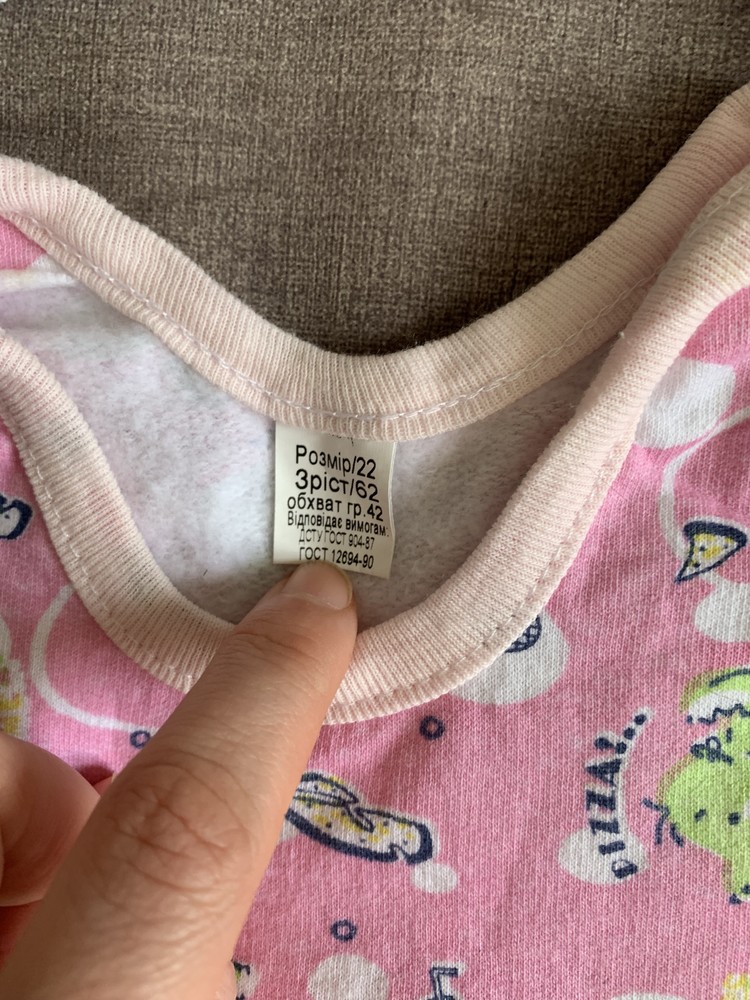 Розмір/22
Зріст/62
обхват гр.42
Відповідає вимогам:
ДСТУ ГОСТ 904-87
ГОСТ 12694-90
PIZZA!..